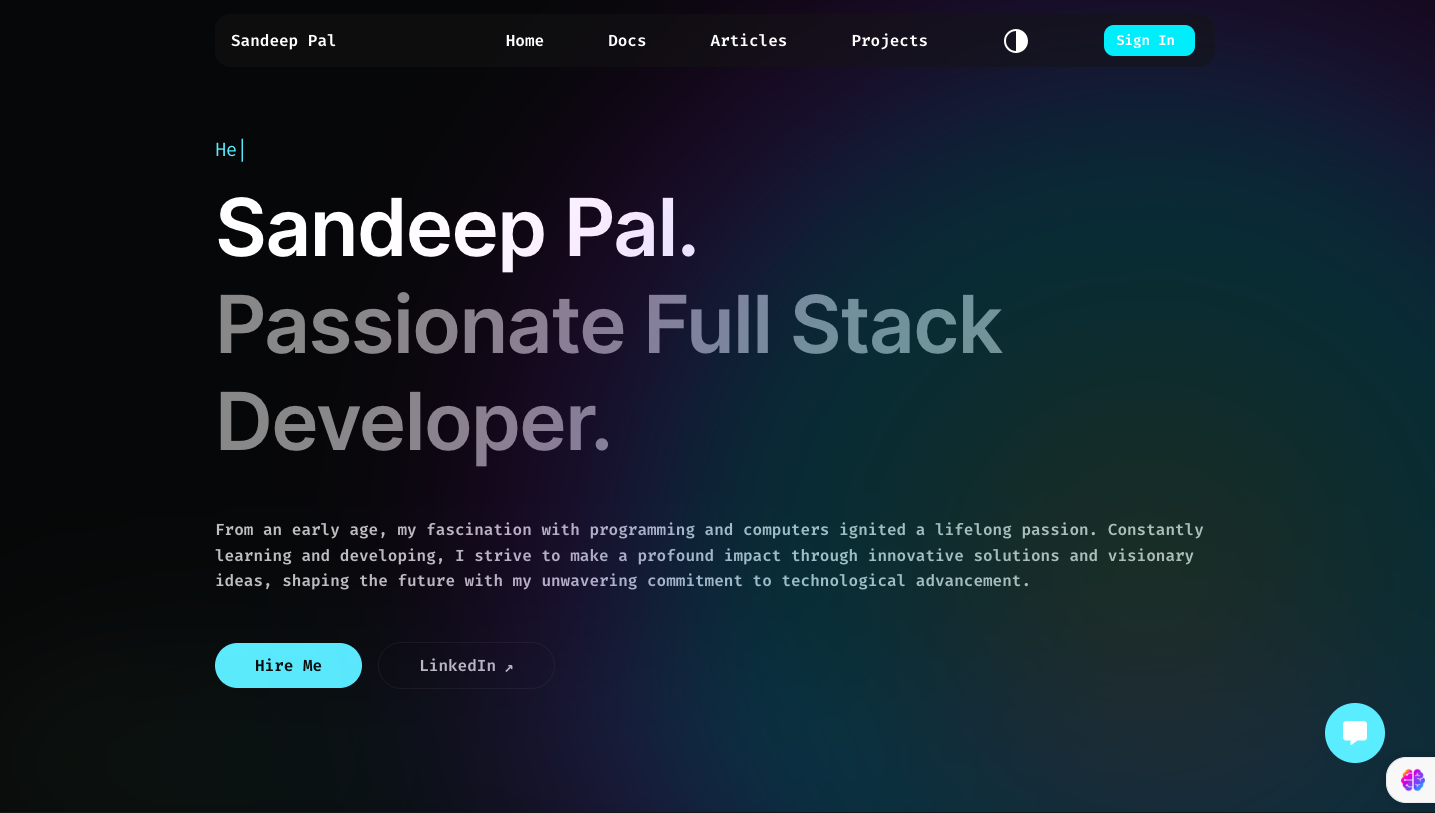 Sandeep Pal
Home
Docs
Articles
Projects
Sign In
He
Sandeep Pal.
Passionate Full Stack
Developer.
From an early age, my fascination with programming and computers ignited a lifelong passion. Constantly
learning and developing, I strive to make a profound impact through innovative solutions and visionary
ideas, shaping the future with my unwavering commitment to technological advancement.
Hire Me
LinkedIn ↗